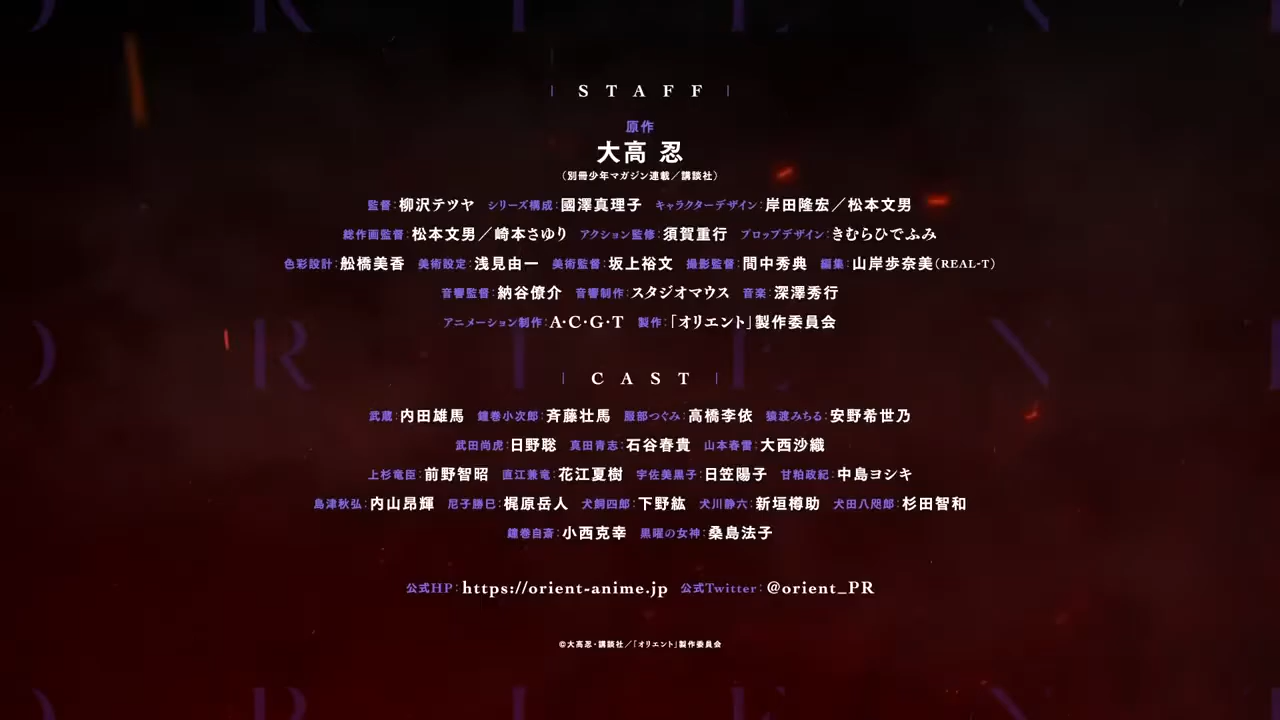 STAFF
原作
大高 忍
（別冊少年マガジン連載／講談社）
監督：柳沢テツヤ シリーズ構成：國澤真理子 キャラクターデザイン：岸田隆宏／松本文男
総作画監督：松本文男／崎本さゆり アクション監修：須賀重行 プロップデザイン：きむらひでふみ
色彩設計：舩橋美香 美術設定：浅見由一 美術監督：坂上裕文 撮影監督：間中秀典 編集：山岸歩奈美（REAL-T）
音響監督：納谷僚介 音響制作：スタジオマウス 音楽：深澤秀行
アニメーション制作：A・C・G・T 製作：「オリエント」製作委員会
CAST
武蔵：内田雄馬 鐘巻小次郎：斉藤壮馬 服部つぐみ：高橋李依 猿渡みちる：安野希世乃
武田尚虎：日野聡 真田青志：石谷春貴 山本春雷：大西沙織
上杉竜臣：前野智昭 直江兼竜：花江夏樹 宇佐美黒子：日笠陽子 甘粕政紀：中島ヨシキ
島津秋弘：内山昂輝 尼子勝巳：梶原岳人 犬飼四郎：下野紘 犬川静六：新垣樽助 犬田八咫郎：杉田智和
鐘巻自斎：小西克幸 黒曜の女神：桑島法子
公式HP：https://orient-anime.jp 公式Twitter：@orient_PR
©大高忍・講談社／「オリエント」製作委員会
ORIEN
ORIEN
ORIEN